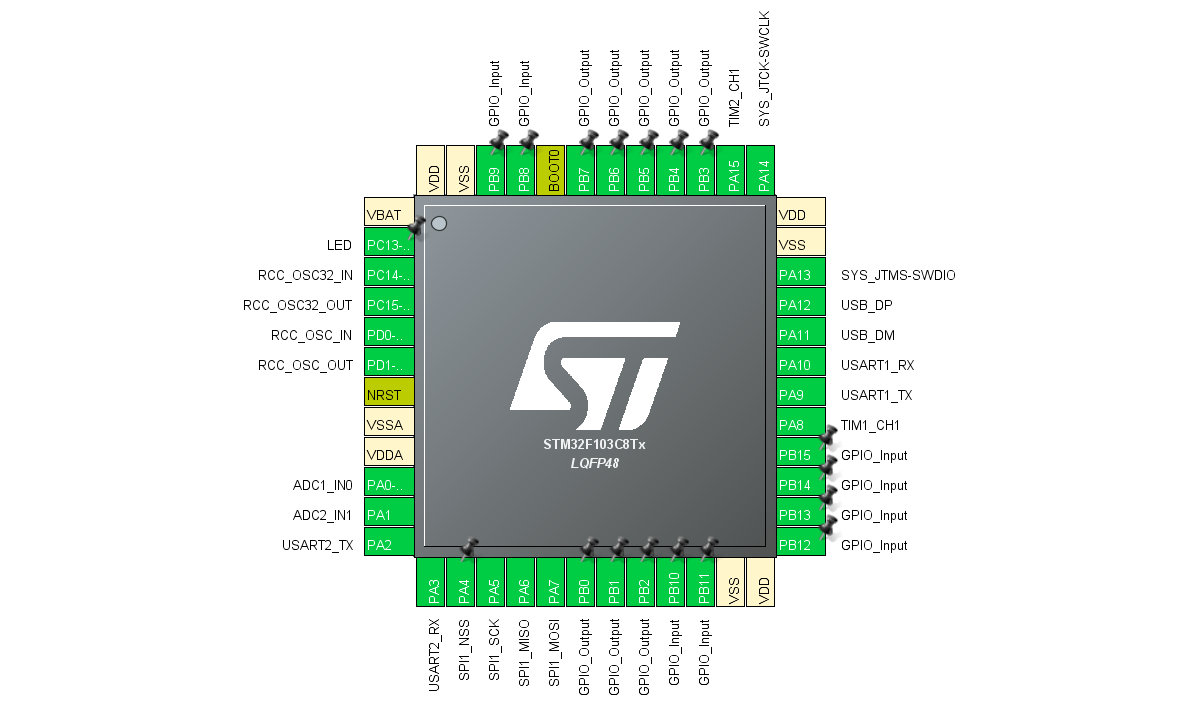 GPIO_Input
GPIO_Input
GPIO_Output
GPIO_Output
GPIO_Output
GPIO_Output
GPIO_Output
TIM2_CH1
SYS_JTCK-SWCLK
VDD
VSS
PB9
PB8
BOOT0
PB7
PB6
PB5
PB4
PB3
PA15
PA14
VBAT
LED PC13-..
RCC_OSC32_IN PC14-..
RCC_OSC32_OUT PC15-..
RCC_OSC_IN PD0-..
RCC_OSC_OUT PD1-..
NRST
VSSA
VDDA
ADC1_IN0 PA0-..
ADC2_IN1 PA1
USART2_TX PA2
ST
STM32F103C8Tx
LQFP48
VDD
VSS
PA13 SYS_JTMS-SWDIO
PA12 USB_DP
PA11 USB_DM
PA10 USART1_RX
PA9 USART1_TX
PA8 TIM1_CH1
PB15 GPIO_Input
PB14 GPIO_Input
PB13 GPIO_Input
PB12 GPIO_Input
PA3
PA4
PA5
PA6
PA7
PB0
PB1
PB2
PB10
PB11
VSS
VDD
USART2_RX
SPI1_NSS
SPI1_SCK
SPI1_MISO
SPI1_MOSI
GPIO_Output
GPIO_Output
GPIO_Output
GPIO_Input
GPIO_Input